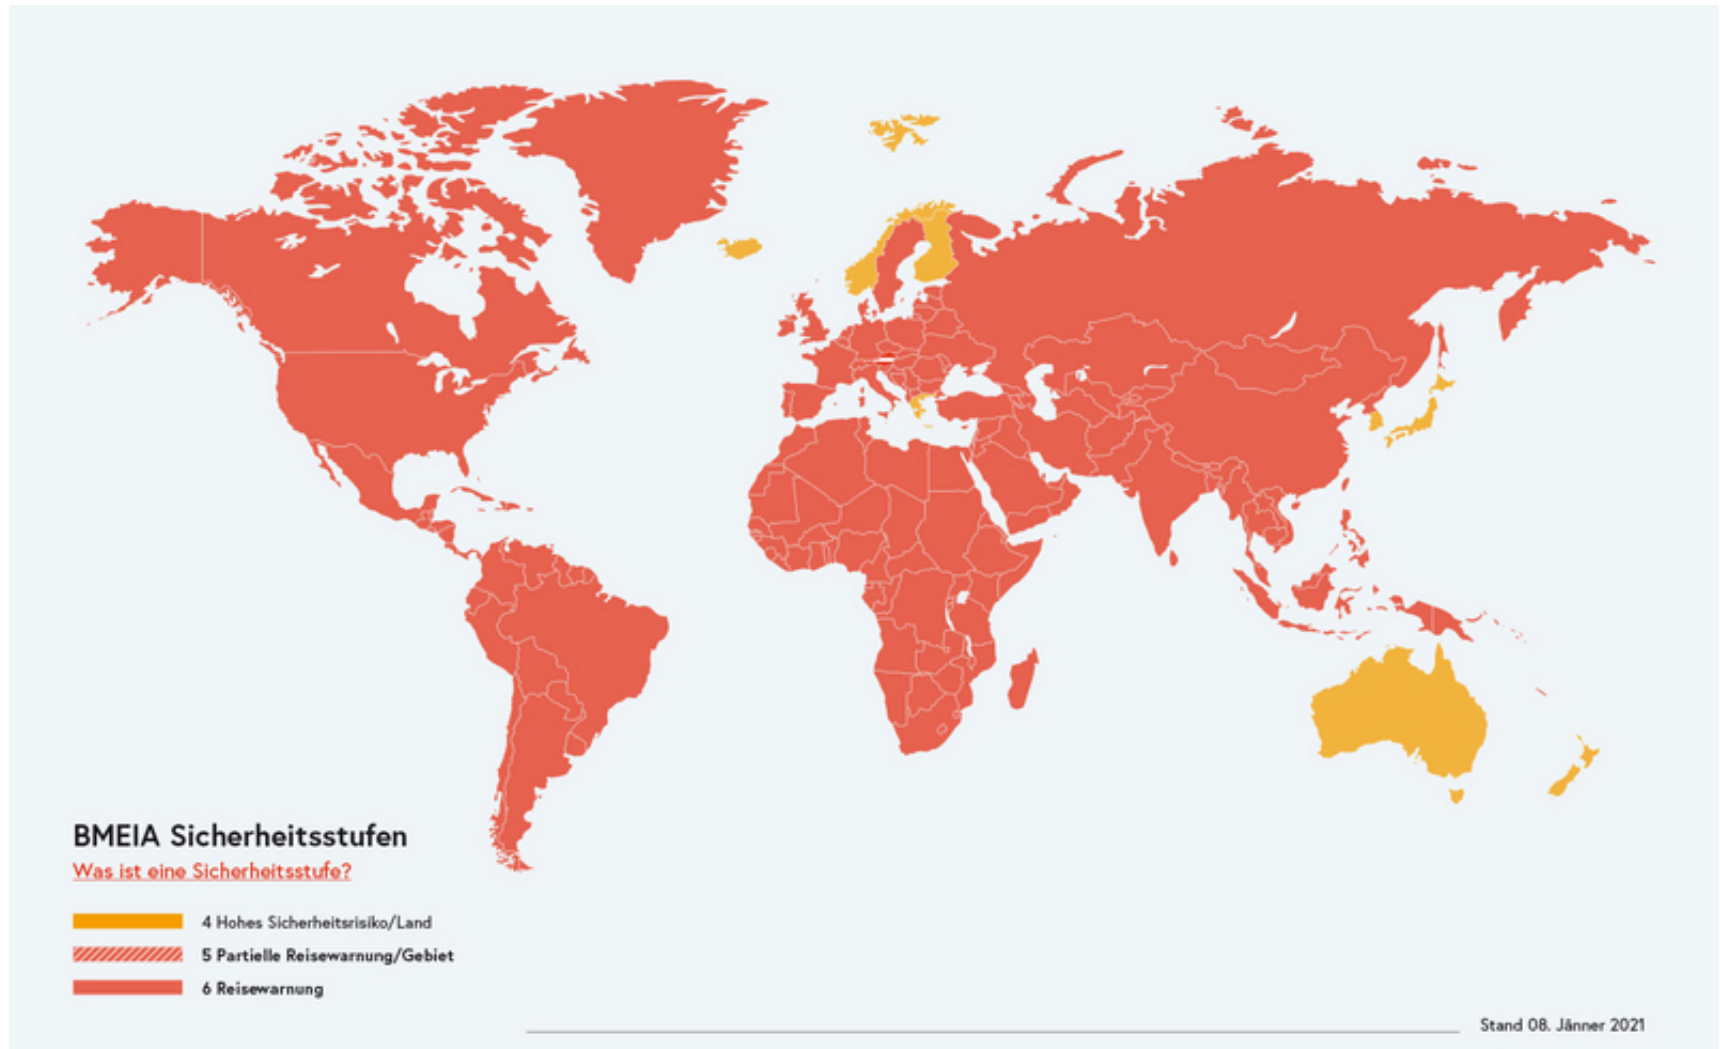 BMEIA Sicherheitsstufen
Was ist eine Sicherheitsstufe?
4 Hohes Sicherheitsrisiko/Land
5 Partielle Reisewarnung/Gebiet
6 Reisewarnung
Stand 08. Jänner 2021